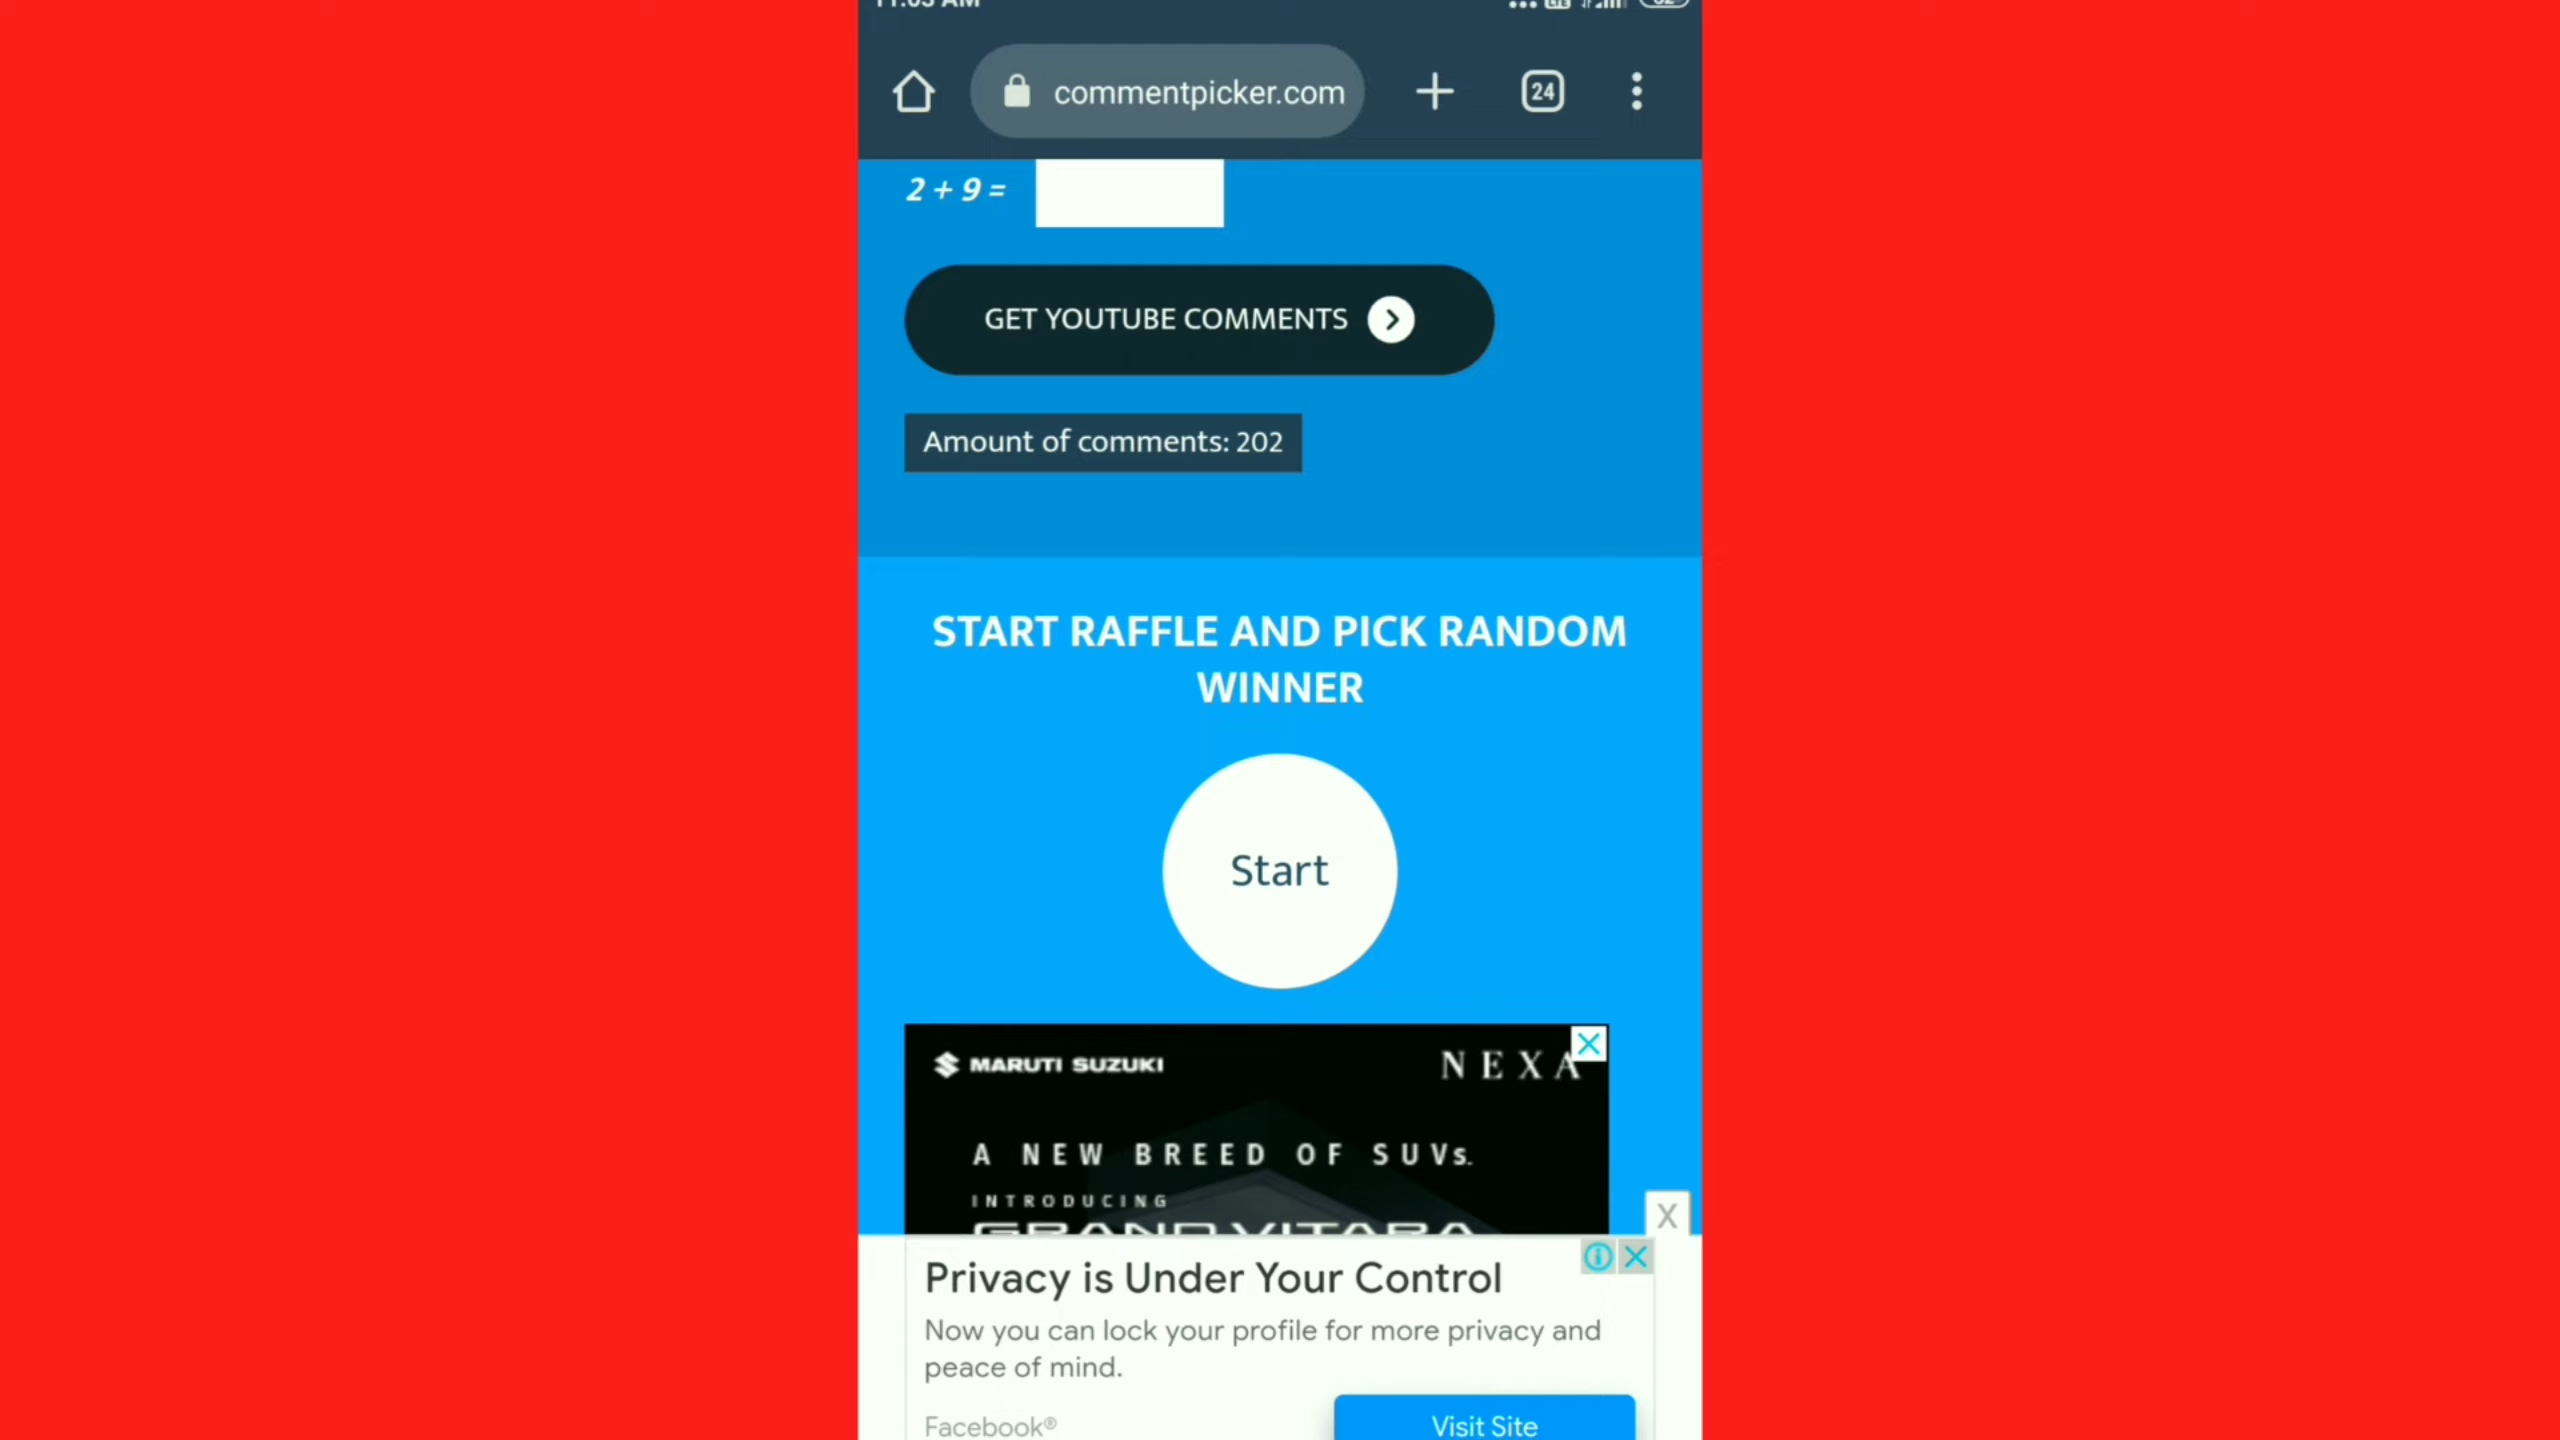 commentpicker.com
24
2 + 9 =
GET YOUTUBE COMMENTS
Amount of comments: 202
START RAFFLE AND PICK RANDOM
WINNER
Start
MARUTI SUZUKI
NEXA
A NEW BREED OF SUVs.
INTRODUCING
GRAND VITARA
X
Privacy is Under Your Control
Now you can lock your profile for more privacy and
peace of mind.
Facebook®
Visit Site